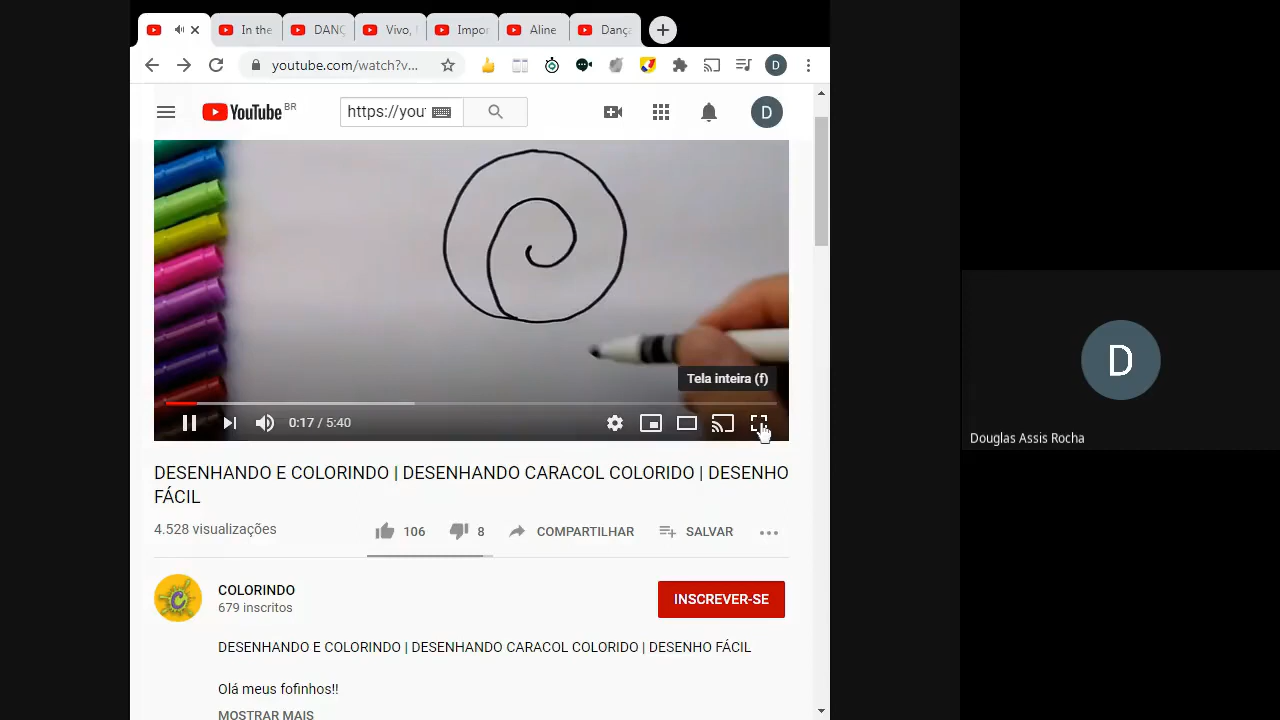 In the
DANÇ
Vivo,
Impor
Aline
Dança
youtube.com/watch?v...
D
YouTube BR
https://you
D
Tela inteira (f)
0:17 / 5:40
DESENHANDO E COLORINDO | DESENHANDO CARACOL COLORIDO | DESENHO
FÁCIL
4.528 visualizações
106
8
COMPARTILHAR
SALVAR
COLORINDO
679 inscritos
INSCREVER-SE
DESENHANDO E COLORINDO | DESENHANDO CARACOL COLORIDO | DESENHO FÁCIL
Olá meus fofinhos!!
MOSTRAR MAIS
D
Douglas Assis Rocha